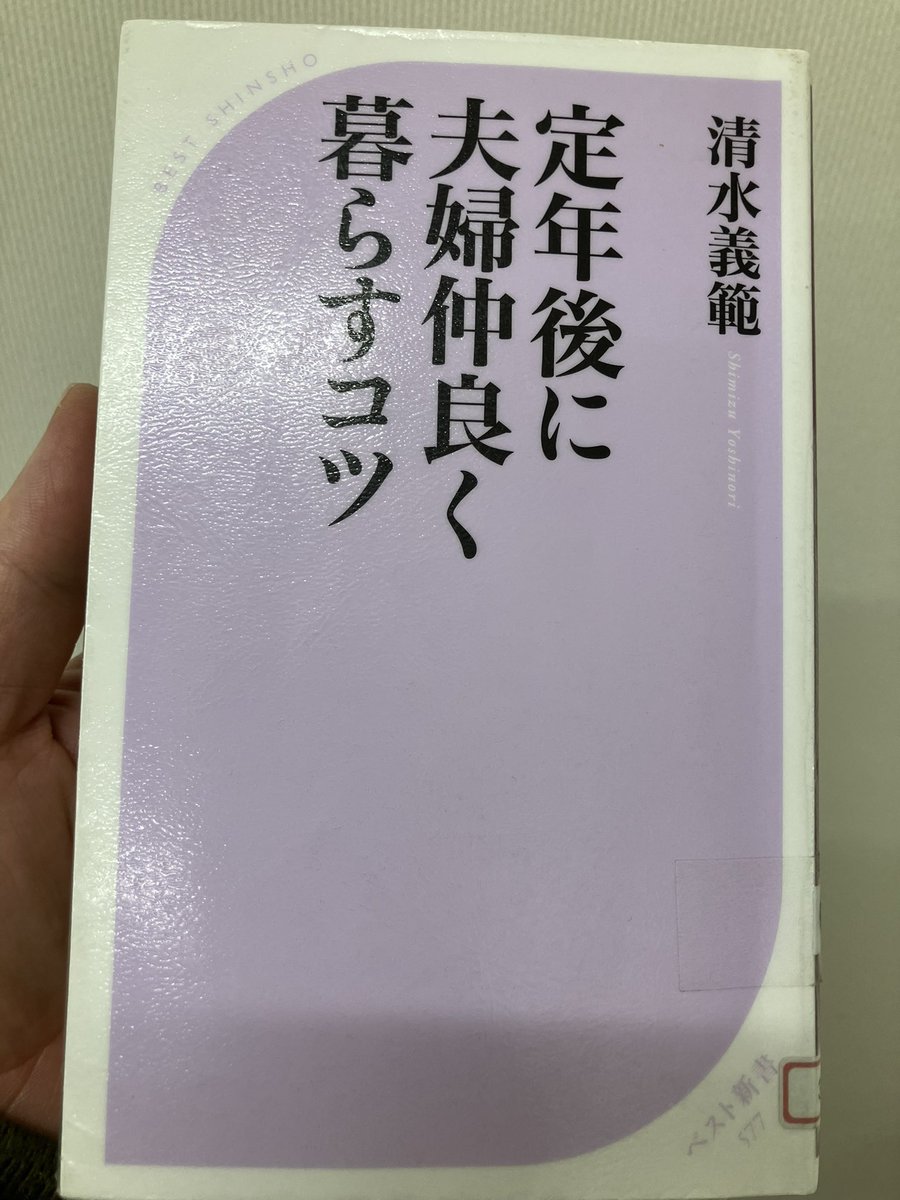 清水義範
Shimizu Yoshinori
定年後に
夫婦仲良く
暮らすコツ
BEST SHINSHO
ベスト新書
577